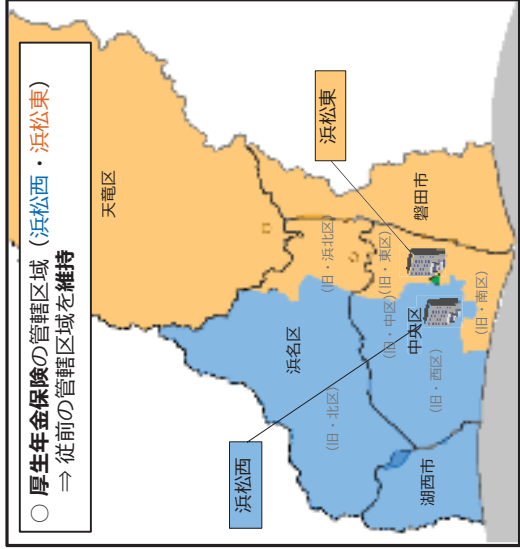 ○ 厚生年金保険の管轄区域（浜松西・浜松東）
⇒ 従前の管轄区域を維持
天竜区
浜松東
浜名区
（旧・浜北区）
（旧・北区）
磐田市
（旧・東区）
（旧・中区）
中央区
（旧・西区）
（旧・南区）
浜松西
湖西市